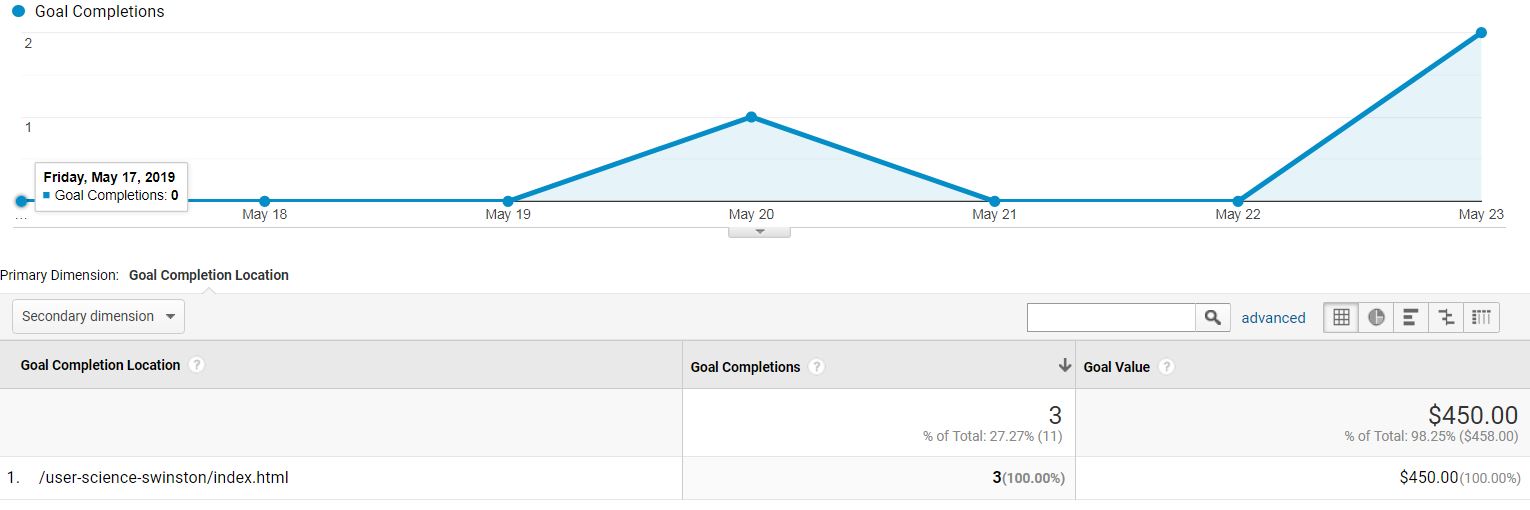 Goal Completions
2
1
Friday, May 17, 2019
Goal Completions: 0
... May 18 May 19 May 20 May 21 May 22 May 23
Primary Dimension: Goal Completion Location
Secondary dimension advanced
Goal Completion Location ? Goal Completions ? Goal Value ?
3 $450.00
% of Total: 27.27% (11) % of Total: 98.25% ($458.00)
1. /user-science-swinston/index.html 3(100.00%) $450.00(100.00%)